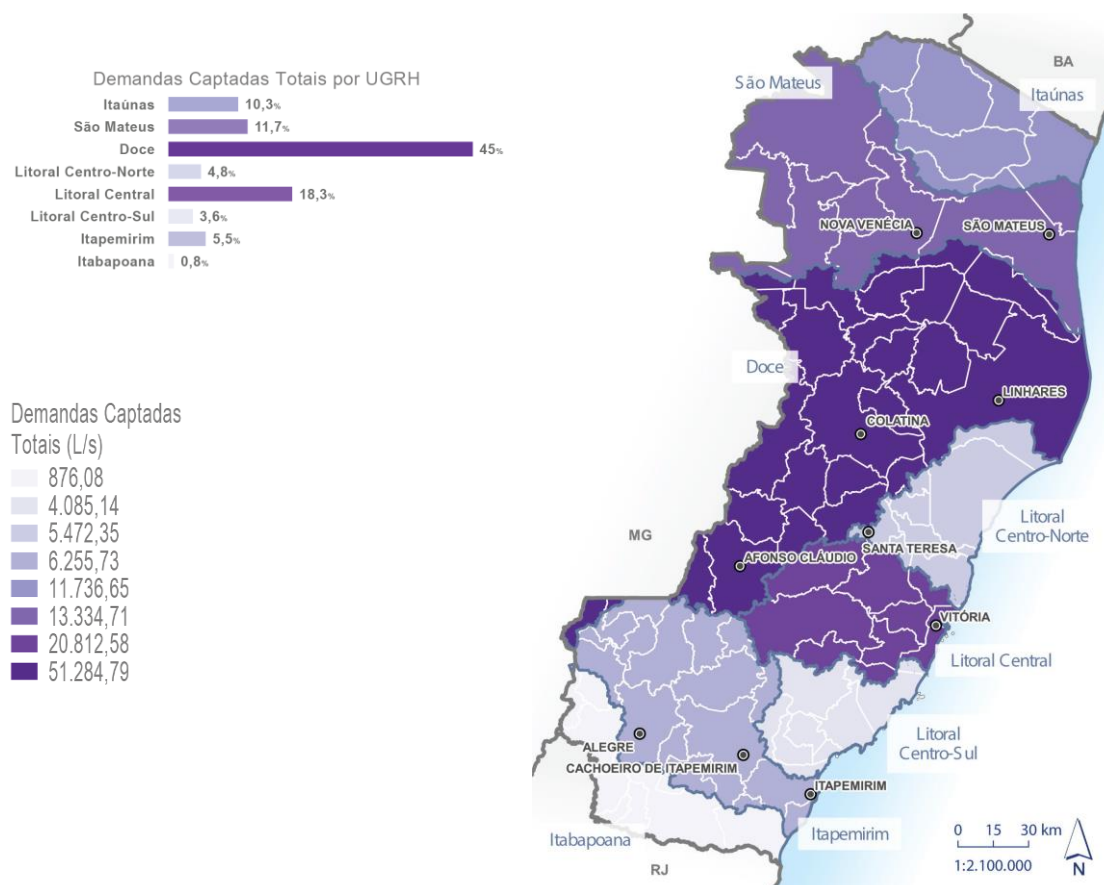 Demandas Captadas Totais por UGRH
Itaúnas 10,3%
São Mateus 11,7%
Doce 45%
Litoral Centro-Norte 4,8%
Litoral Central 18,3%
Litoral Centro-Sul 3,6%
Itapemirim 5,5%
Itabapoana 0,8%
Demandas Captadas
Totais (L/s)
876,08
4.085,14
5.472,35
6.255,73
11.736,65
13.334,71
20.812,58
51.284,79
BA
São Mateus
Itaúnas
NOVA VENÉCIA
SÃO MATEUS
Doce
LINHARES
COLATINA
Litoral
Centro-Norte
MG
SANTA TERESA
AFONSO CLÁUDIO
VITÓRIA
Litoral Central
Litoral
Centro-Sul
ALEGRE
CACHOEIRO DE ITAPEMIRIM
ITAPEMIRIM
Itabapoana
Itapemirim
RJ
0 15 30 km
1:2.100.000
N